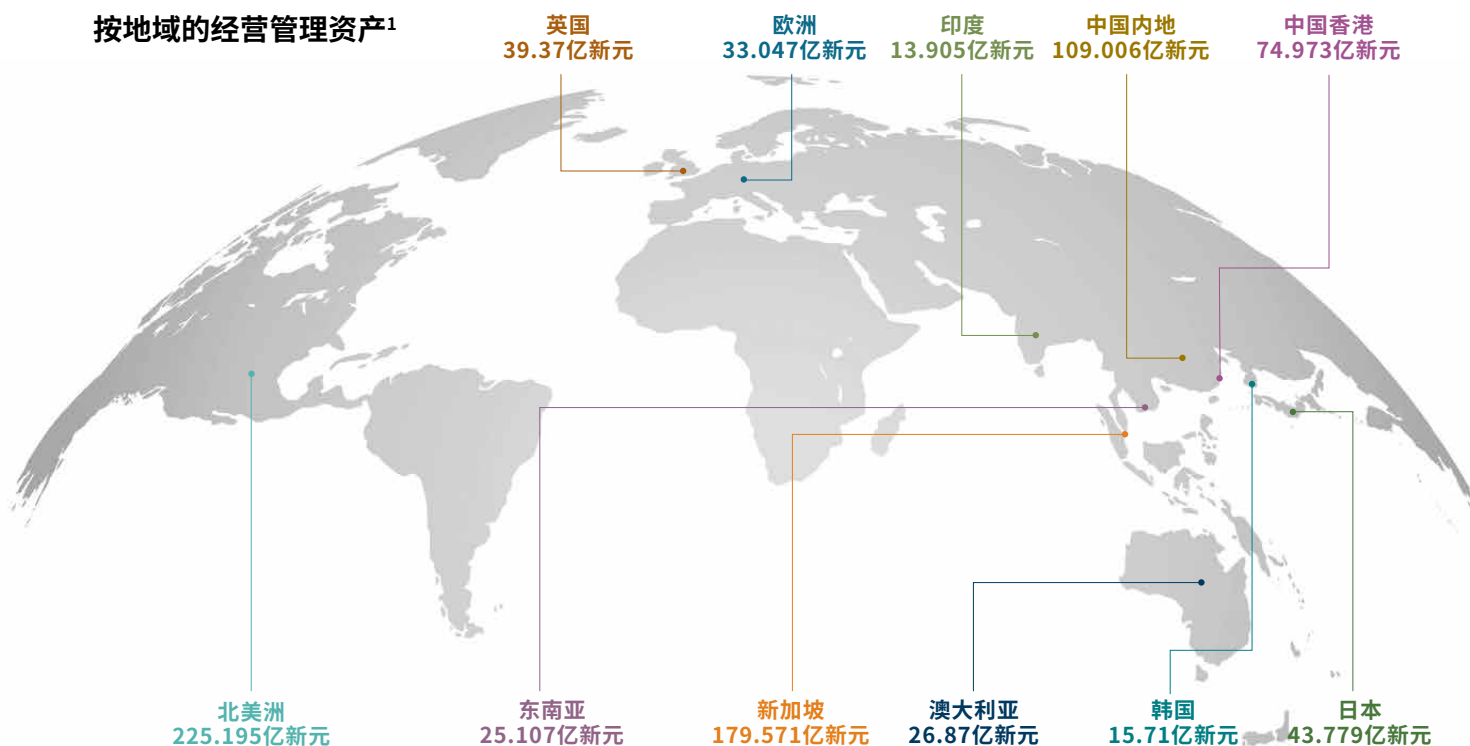 按地域的经营管理资产1
英国
39.37亿新元
欧洲
33.047亿新元
印度
13.905亿新元
中国内地
109.006亿新元
中国香港
74.973亿新元
北美洲
225.195亿新元
东南亚
25.107亿新元
新加坡
179.571亿新元
澳大利亚
26.87亿新元
韩国
15.71亿新元
日本
43.779亿新元